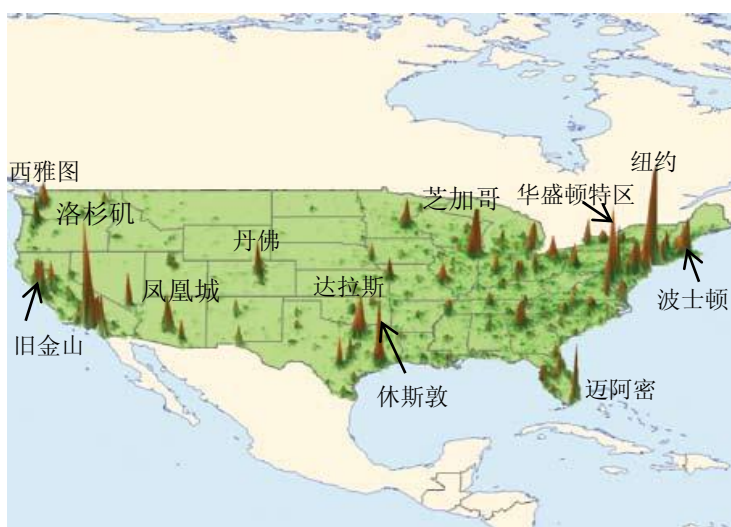 西雅图
纽约
华盛顿特区
芝加哥
洛杉矶
丹佛
凤凰城
达拉斯
波士顿
旧金山
休斯敦
迈阿密